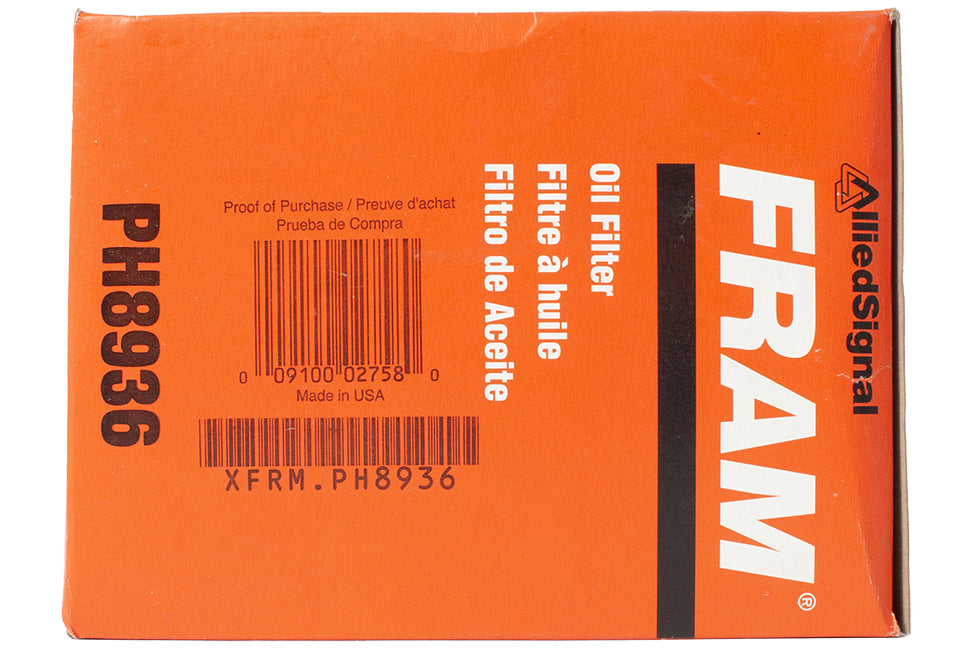 AlliedSignal
FRAM®
Oil Filter
Filtre à huile
Filtro de Aceite
Proof of Purchase / Preuve d'achat
Prueba de Compra
0 09100 02758 0
Made in USA
XFRM.PH8936
PH8936